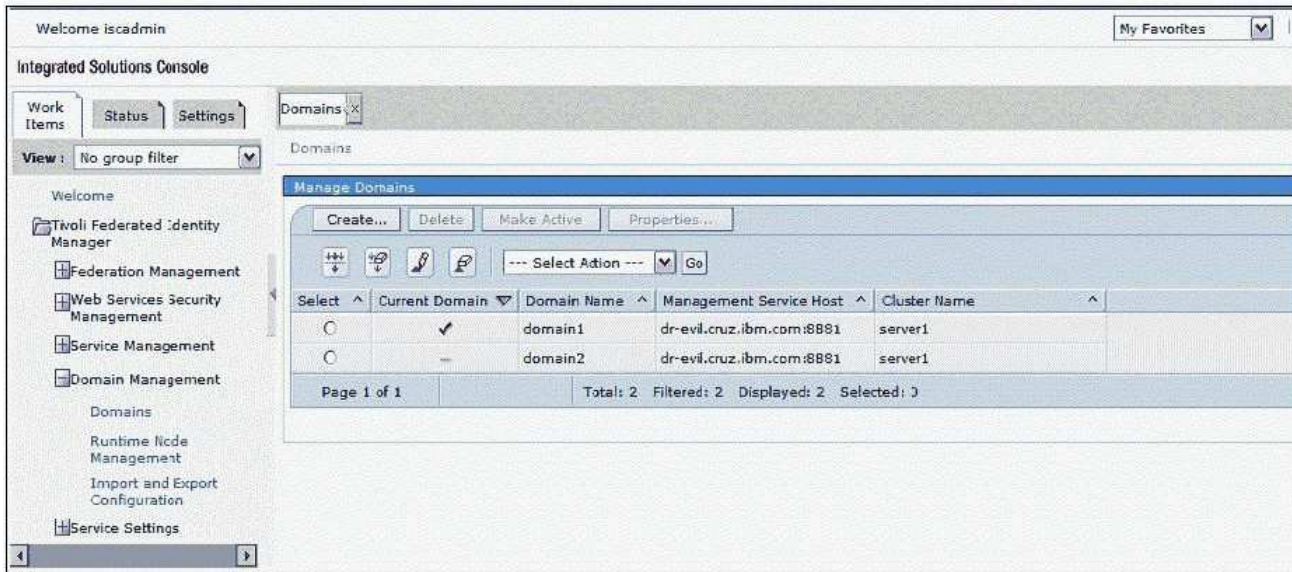 Welcome iscadmin
My Favorites
Integrated Solutions Console
Work Items
Status
Settings
Domains x
View : No group filter
Domains
Welcome
Manage Domains
Tivoli Federated Identity Manager
Create... Delete Make Active Properties...
Federation Management
--- Select Action --- Go
Web Services Security Management
Select ^ Current Domain Domain Name ^ Management Service Host ^ Cluster Name ^
domain1 dr-evil.cruz.ibm.com:8881 server1
Service Management
domain2 dr-evil.cruz.ibm.com:8881 server1
Domain Management
Page 1 of 1 Total: 2 Filtered: 2 Displayed: 2 Selected: 0
Domains
Runtime Node Management
Import and Export Configuration
Service Settings